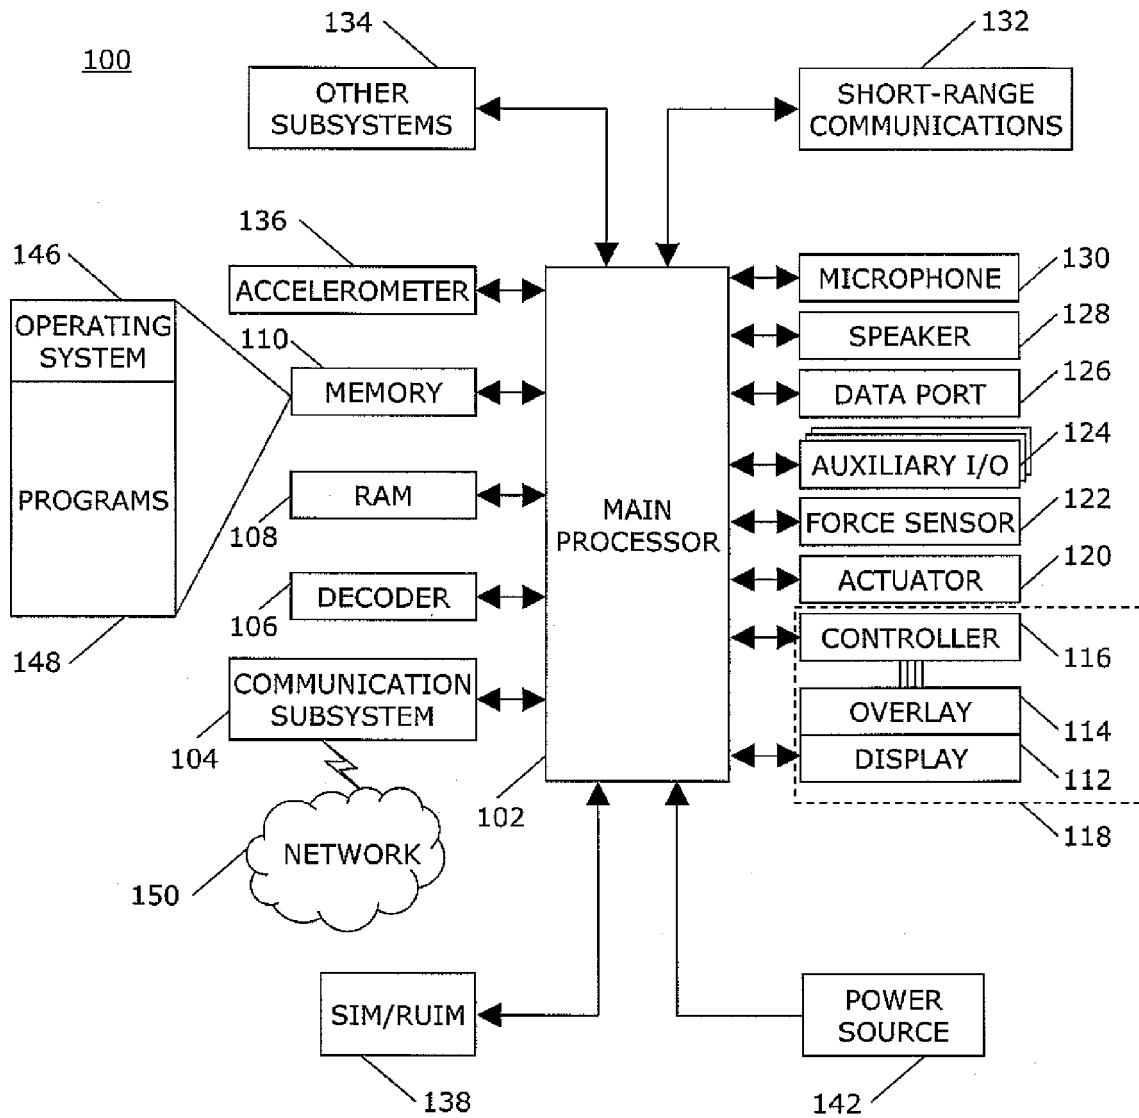 100
134
132
OTHER
SUBSYSTEMS
SHORT-RANGE
COMMUNICATIONS
136
146
ACCELEROMETER
MICROPHONE
130
OPERATING
SYSTEM
110
SPEAKER
128
MEMORY
DATA PORT
126
124
AUXILIARY I/O
PROGRAMS
RAM
108
MAIN
PROCESSOR
122
FORCE SENSOR
120
ACTUATOR
DECODER
106
148
CONTROLLER
116
COMMUNICATION
SUBSYSTEM
104
OVERLAY
114
DISPLAY
112
102
118
NETWORK
150
SIM/RUIM
POWER
SOURCE
138
142